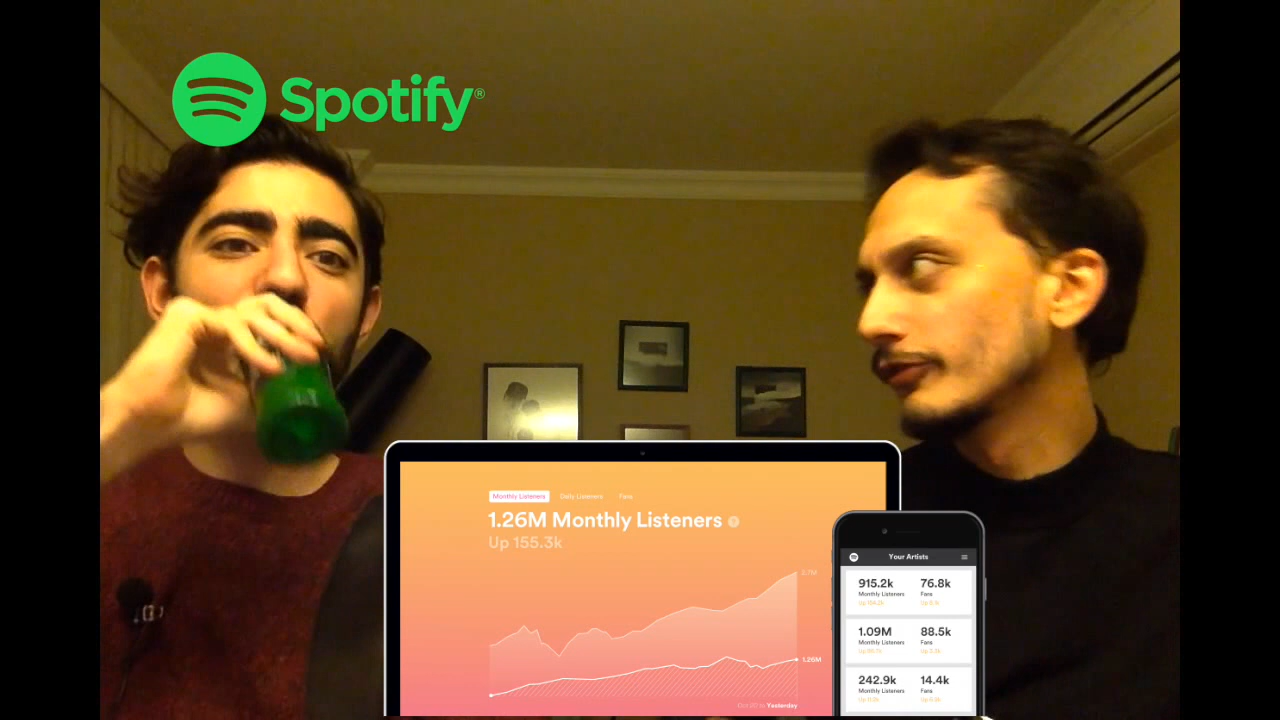 Spotify®
Monthly Listeners Daily Listeners Fans
1.26M Monthly Listeners
Up 155.3k
2.7M
1.26M
Yesterday
Your Artists
915.2k 76.8k
Monthly Listeners Fans
1.09M 88.5k
Monthly Listeners Fans
242.9k 14.4k
Monthly Listeners Fans